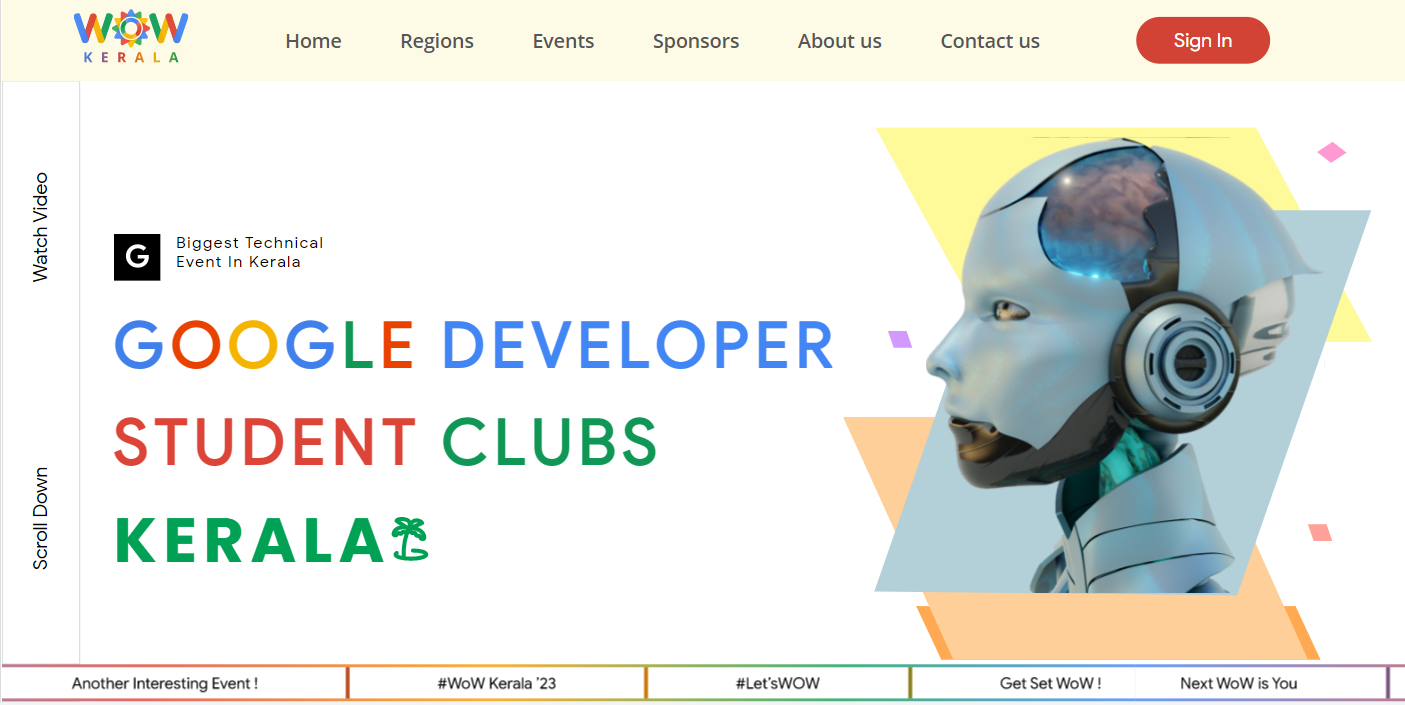 WOW
KERALA
Home
Regions
Events
Sponsors
About us
Contact us
Sign In
Watch Video
Scroll Down
G
Biggest Technical
Event In Kerala
GOOGLE DEVELOPER
STUDENT CLUBS
KERALA
Another Interesting Event !
#WoW Kerala '23
#Let'sWOW
Get Set WoW !
Next WoW is You